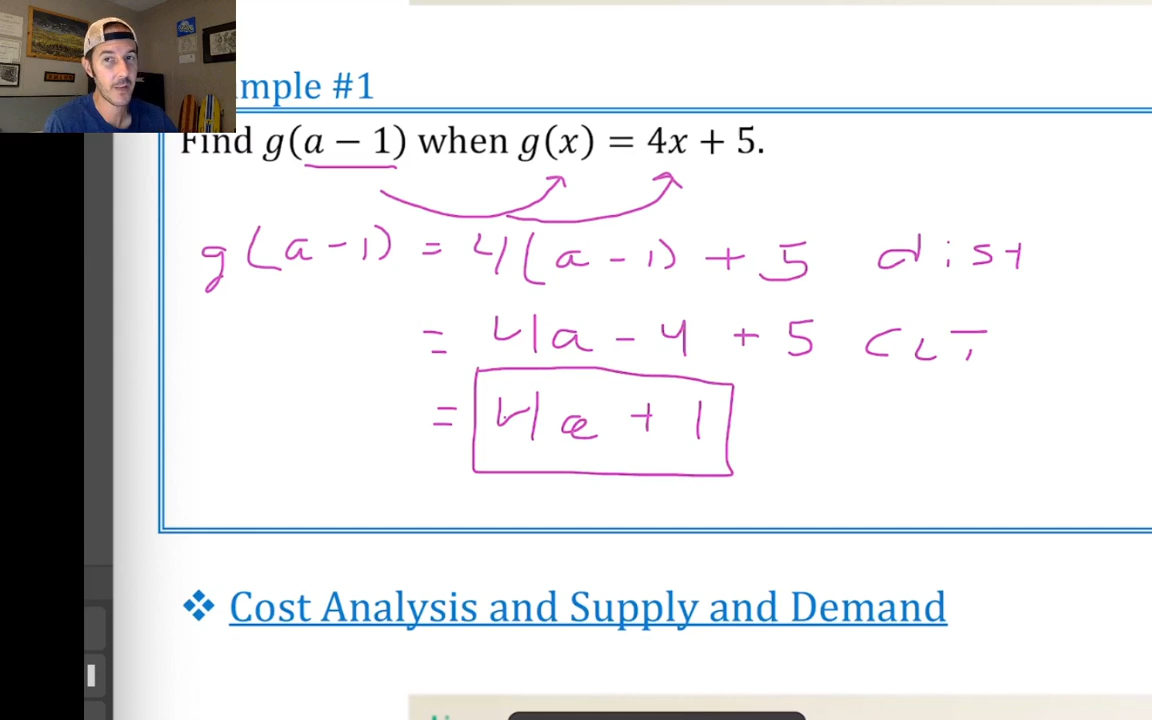 mple #1
Find g(a − 1) when g(x) = 4x + 5.
g(a-1) = 4(a-1) + 5 dist
= 4a - 4 + 5 CLT
= 4a + 1
❖ Cost Analysis and Supply and Demand